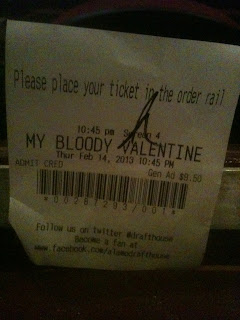 Please place your ticket in the order rail
10:45 pm Screen 4
MY BLOODY VALENTINE
Thur Feb 14, 2013 10:45 PM
ADMIT CRED
Gen Ad $8.50
Follow us on twitter @drafthouse
Become a fan at
www.facebook.com/alamodrafthouse